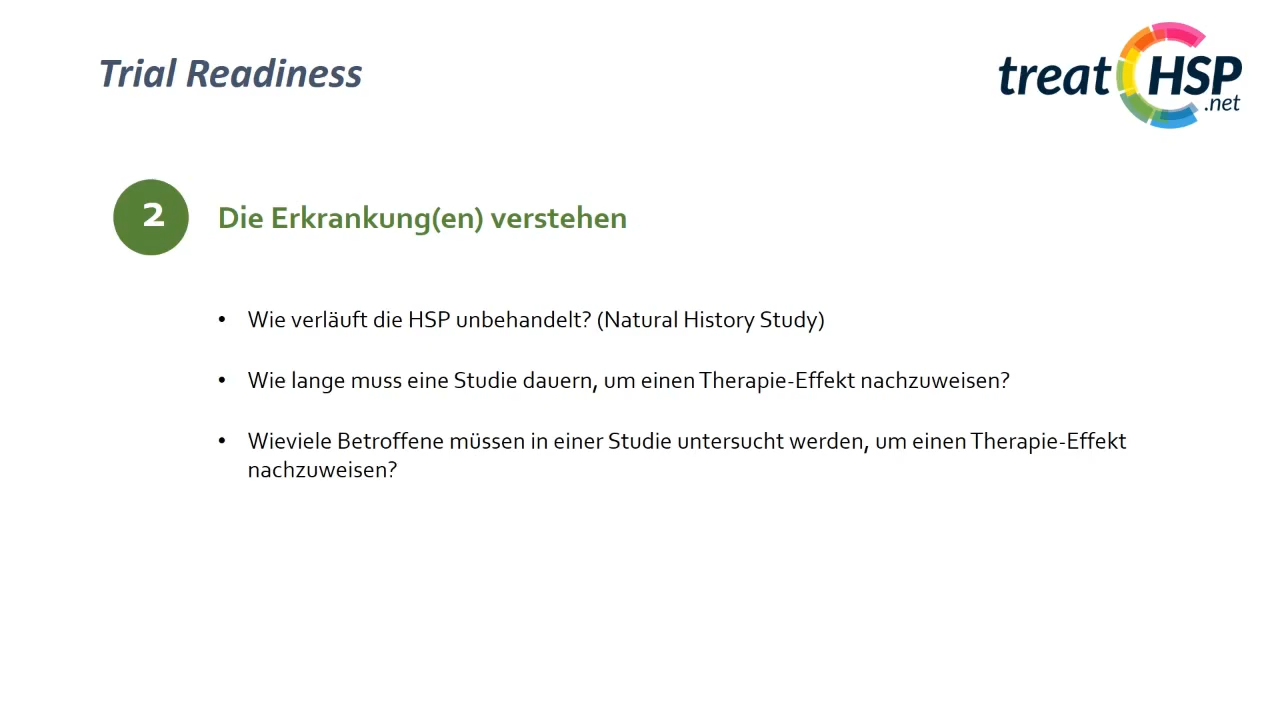 Trial Readiness
treat HSP
.net
2
Die Erkrankung(en) verstehen
• Wie verläuft die HSP unbehandelt? (Natural History Study)
• Wie lange muss eine Studie dauern, um einen Therapie-Effekt nachzuweisen?
• Wieviele Betroffene müssen in einer Studie untersucht werden, um einen Therapie-Effekt
nachzuweisen?